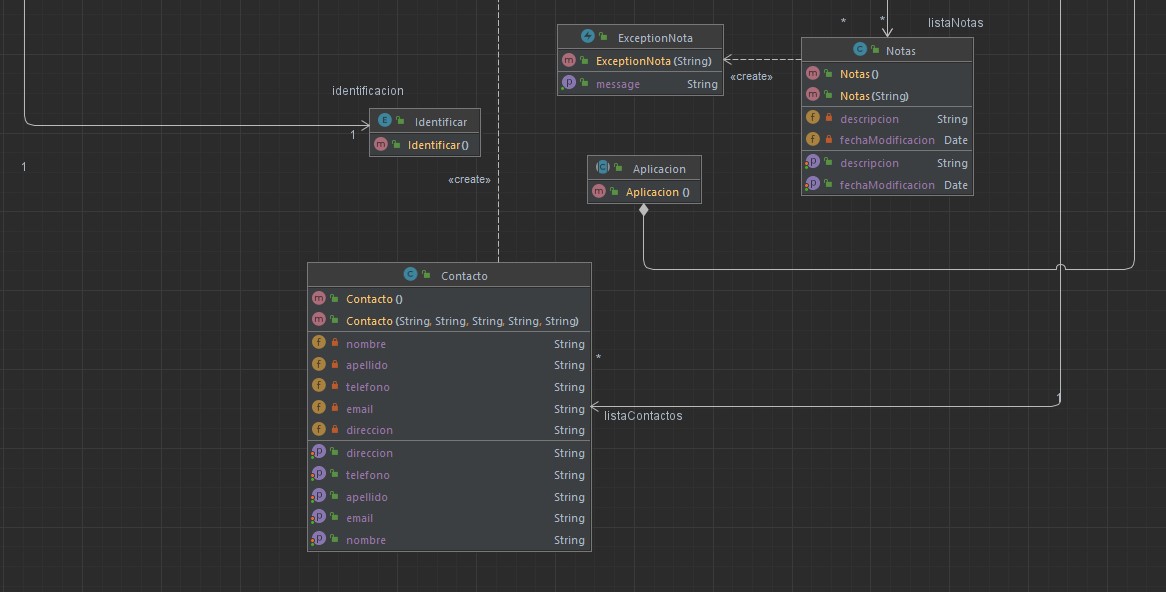 * * listaNotas
ExceptionNota
ExceptionNota(String)
message String
«create»
Notas
Notas()
Notas(String)
descripcion String
fechaModificacion Date
descripcion String
fechaModificacion Date
identificacion
Identificar
Identificar()
1
1
«create»
Aplicacion
Aplicacion ()
Contacto
Contacto ()
Contacto (String, String, String, String, String)
nombre String
apellido String
telefono String
email String
direccion String
direccion String
telefono String
apellido String
email String
nombre String
*
1
listaContactos